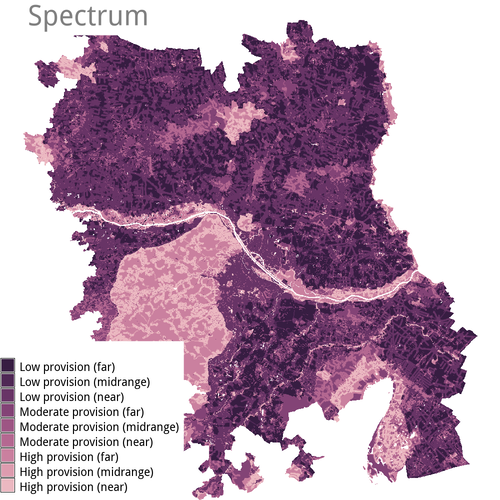 Spectrum
Low provision (far)
Low provision (midrange)
Low provision (near)
Moderate provision (far)
Moderate provision (midrange)
Moderate provision (near)
High provision (far)
High provision (midrange)
High provision (near)